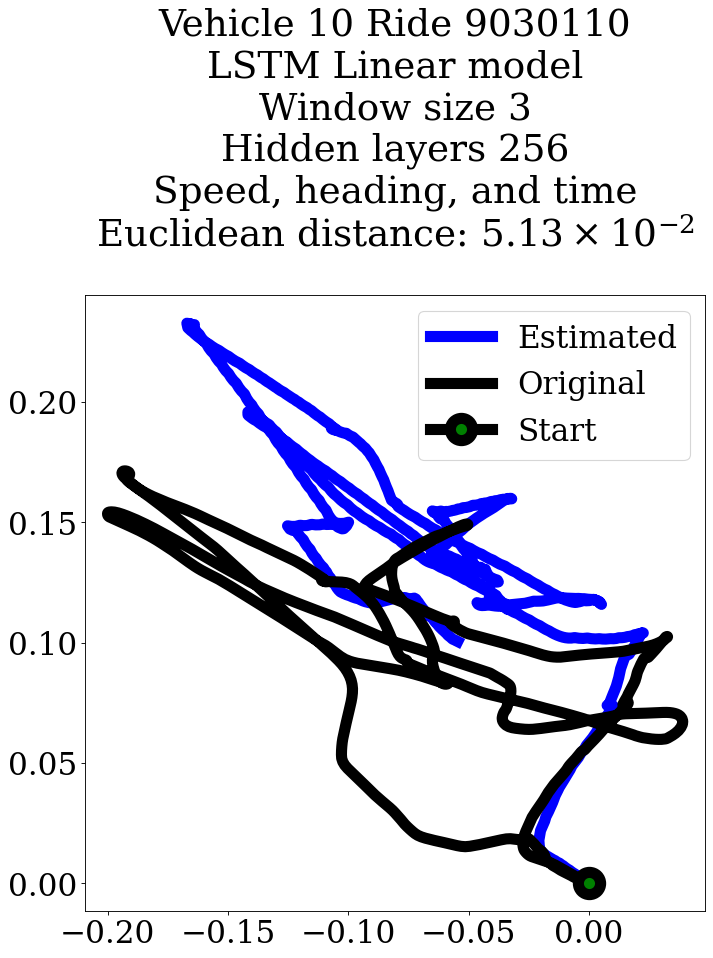 Vehicle 10 Ride 9030110
LSTM Linear model
Window size 3
Hidden layers 256
Speed, heading, and time
Euclidean distance: 5.13 × 10⁻²
Estimated
Original
Start
0.20
0.15
0.10
0.05
0.00
−0.20 −0.15 −0.10 −0.05 0.00